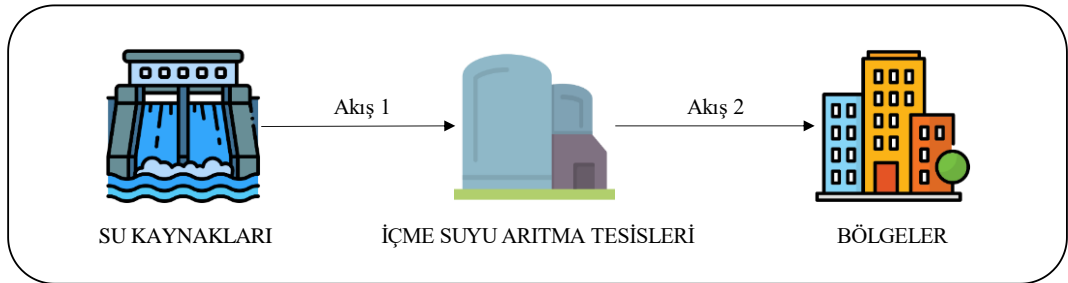 Akış 1
Akış 2
SU KAYNAKLARI
İÇME SUYU ARITMA TESİSLERİ
BÖLGELER